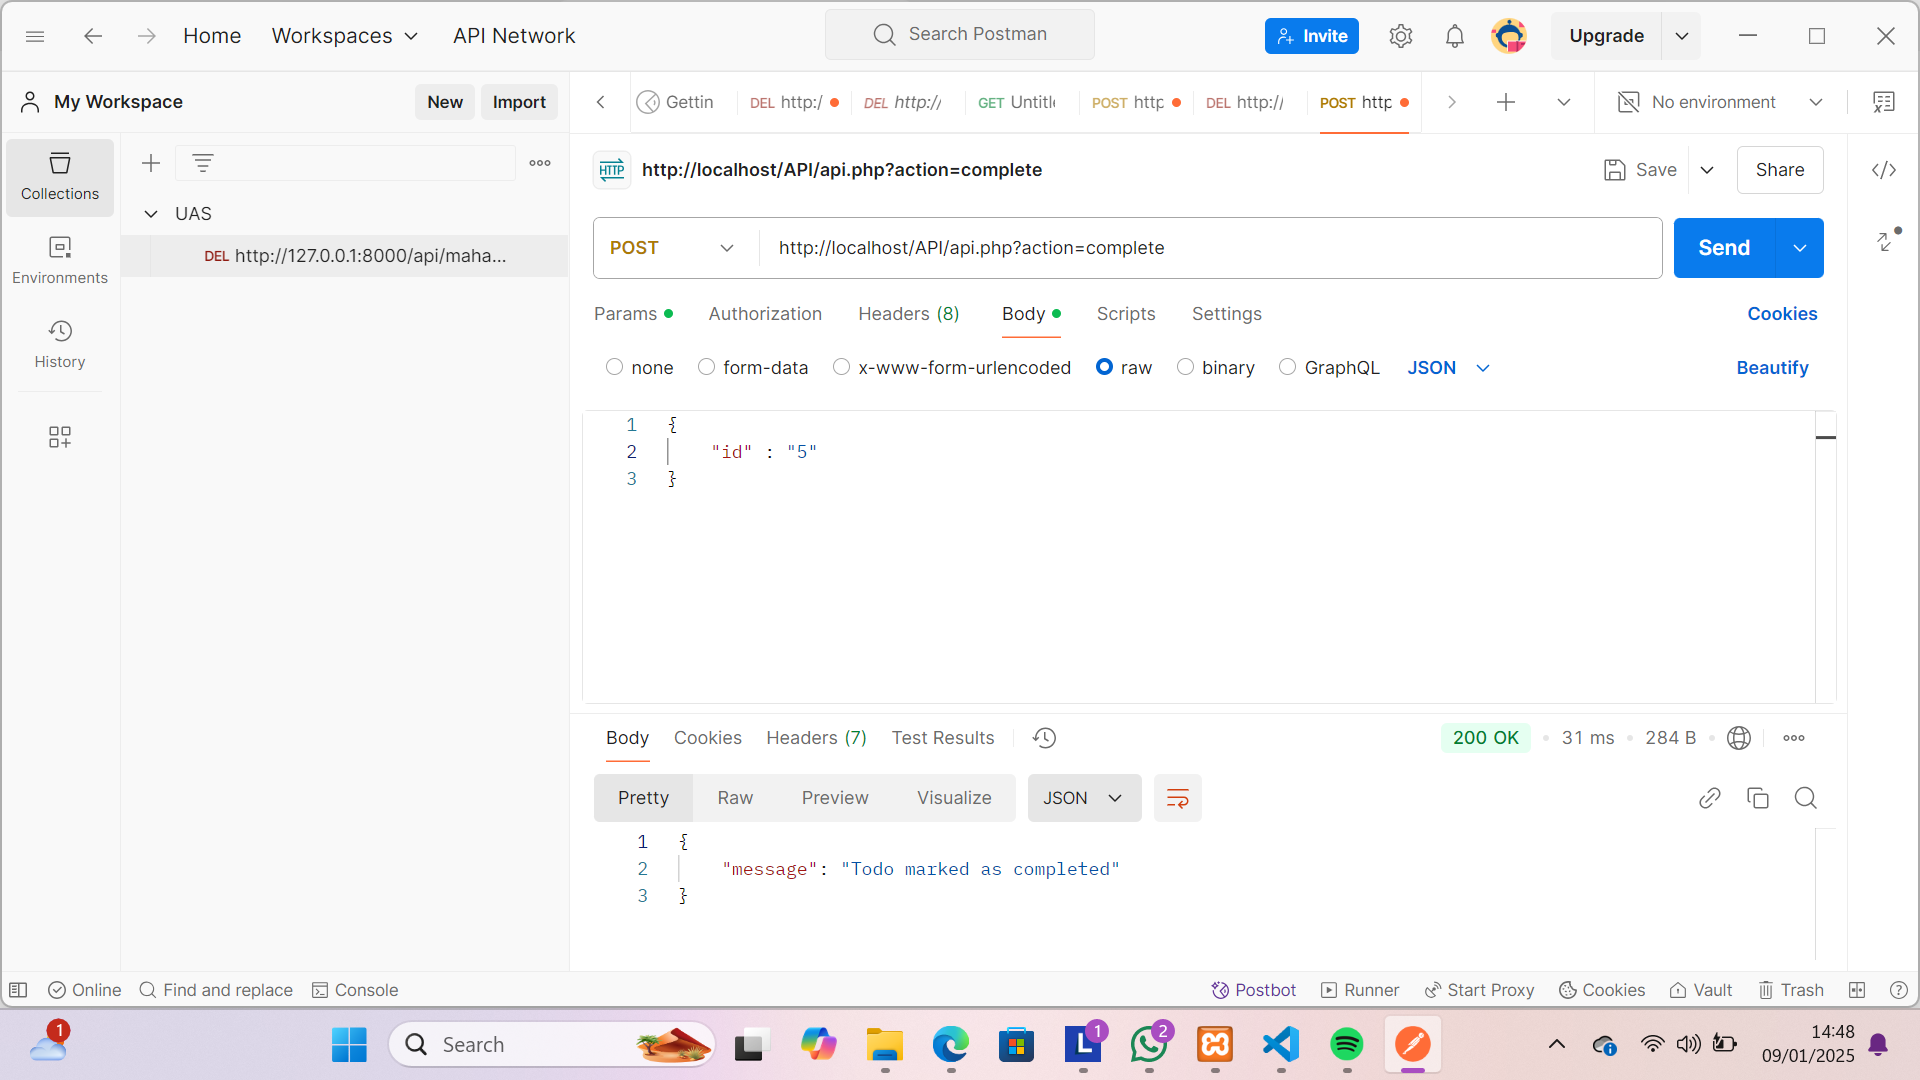 Home Workspaces API Network Search Postman Invite Upgrade
My Workspace New Import Gettin DEL http:/ DEL http:// GET Untitle POST http DEL http:// POST http No environment
Collections
Environments
History
UAS
DEL http://127.0.0.1:8000/api/maha...
HTTP http://localhost/API/api.php?action=complete Save Share
POST http://localhost/API/api.php?action=complete Send
Params Authorization Headers (8) Body Scripts Settings Cookies
none form-data x-www-form-urlencoded raw binary GraphQL JSON Beautify
1 {
2 "id" : "5"
3 }
Body Cookies Headers (7) Test Results 200 OK • 31 ms • 284 B •
Pretty Raw Preview Visualize JSON
1 {
2 "message": "Todo marked as completed"
3 }
Online Find and replace Console Postbot Runner Start Proxy Cookies Vault Trash
1 Search L 1 2 14:48
09/01/2025